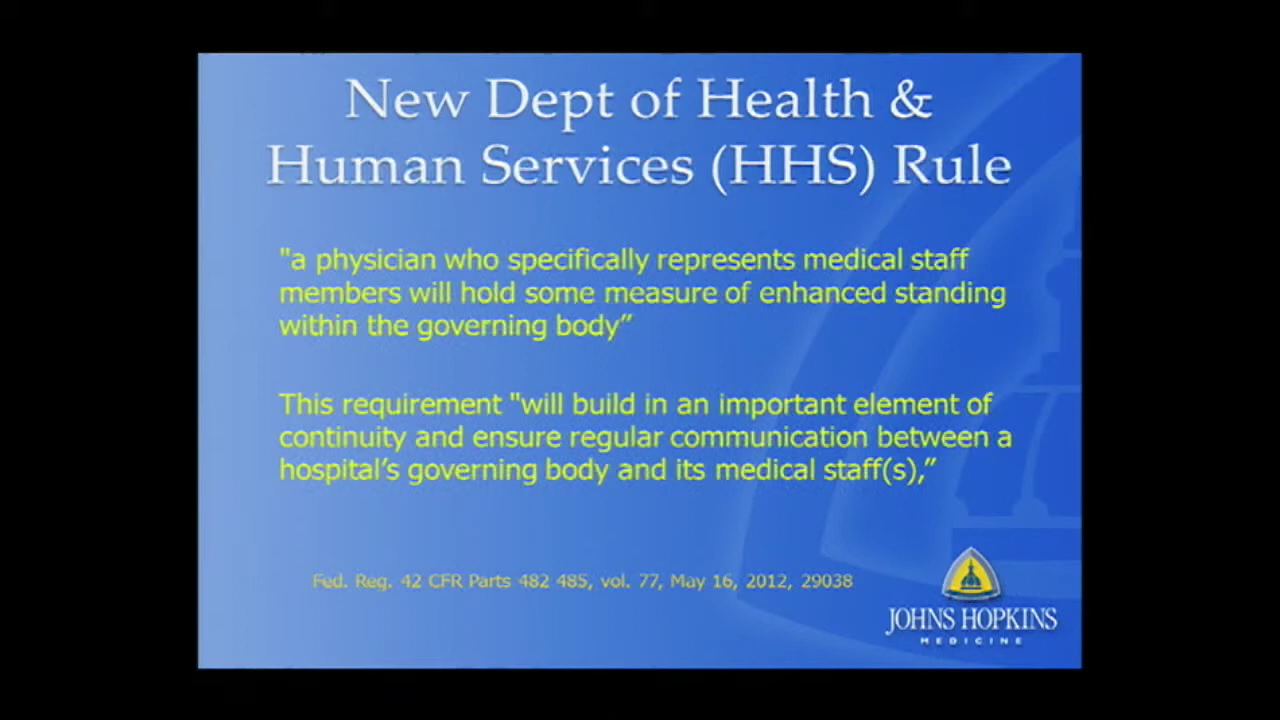 New Dept of Health &
Human Services (HHS) Rule
"a physician who specifically represents medical staff
members will hold some measure of enhanced standing
within the governing body”
This requirement "will build in an important element of
continuity and ensure regular communication between a
hospital’s governing body and its medical staff(s),”
Fed. Reg. 42 CFR Parts 482 485, vol. 77, May 16, 2012, 29038
JOHNS HOPKINS
MEDICINE